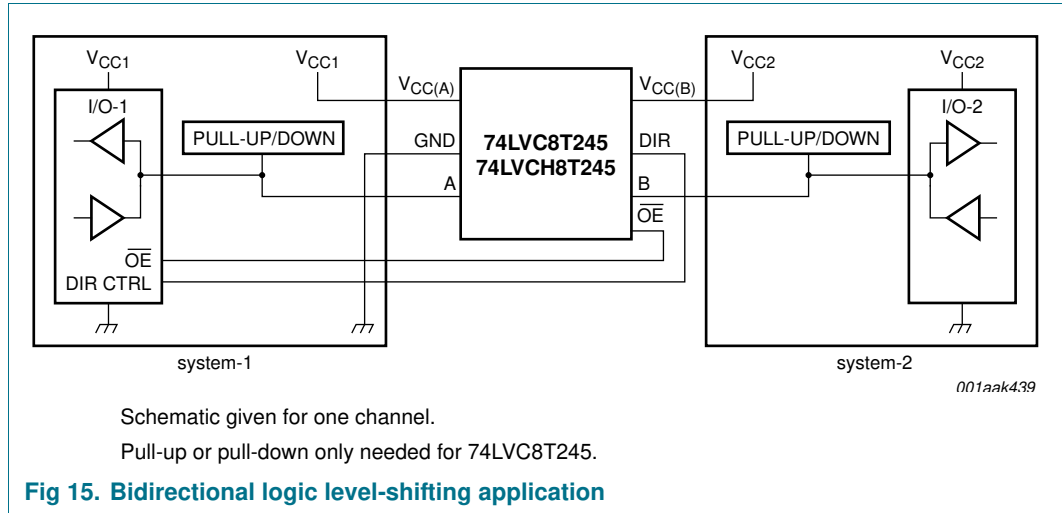 VCC1 VCC1 VCC2 VCC2
VCC(A) VCC(B)
I/O-1 I/O-2
PULL-UP/DOWN GND 74LVC8T245 DIR PULL-UP/DOWN
74LVCH8T245
A B
OE OE
DIR CTRL
system-1 system-2
001aak439
Schematic given for one channel.
Pull-up or pull-down only needed for 74LVC8T245.
Fig 15. Bidirectional logic level-shifting application